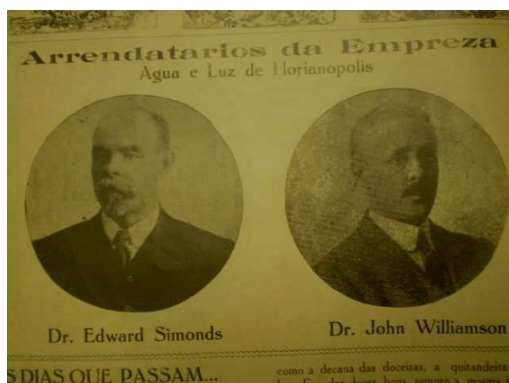 Arrendatarios da Empreza
Agua e Luz de Florianopolis
Dr. Edward Simonds
Dr. John Williamson
S DIAS QUE PASSAM...
como a decana das doceiras, a quitandeira